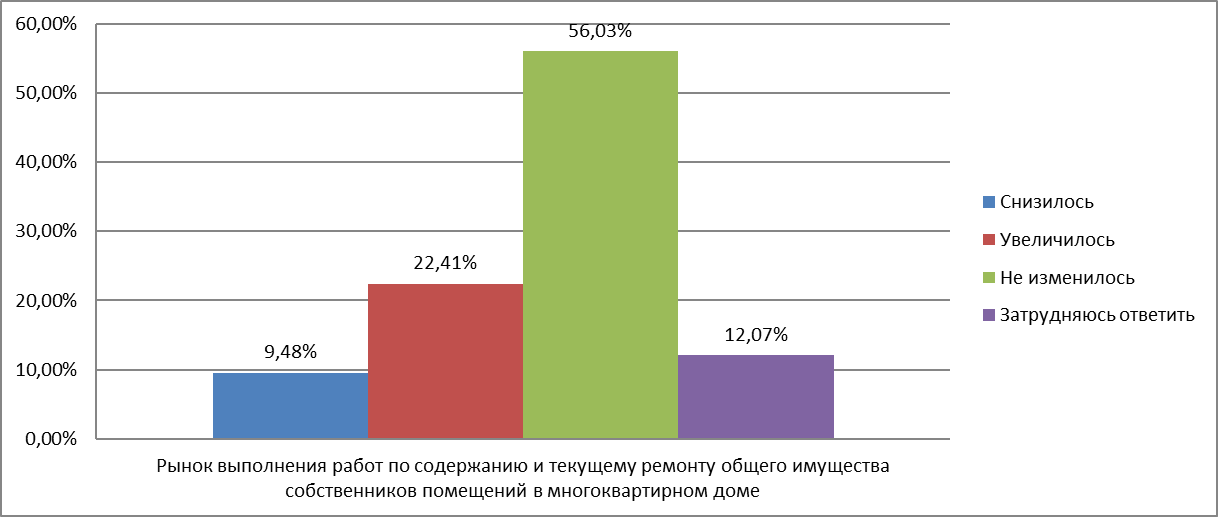 60,00%
50,00%
40,00%
30,00%
20,00%
10,00%
0,00%
56,03%
22,41%
12,07%
9,48%
Рынок выполнения работ по содержанию и текущему ремонту общего имущества
собственников помещений в многоквартирном доме
Снизилось
Увеличилось
Не изменилось
Затрудняюсь ответить